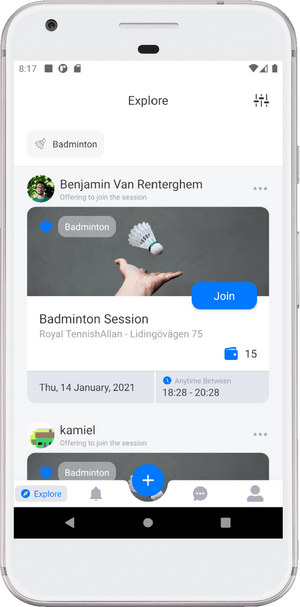 8:17
Explore
Badminton
Benjamin Van Renterghem
Offering to join the session
Badminton
Join
Badminton Session
Royal TennishAllan - Lidingövägen 75
15
Thu, 14 January, 2021
Anytime Between
18:28 - 20:28
kamiel
Offering to join the session
Badminton
Explore